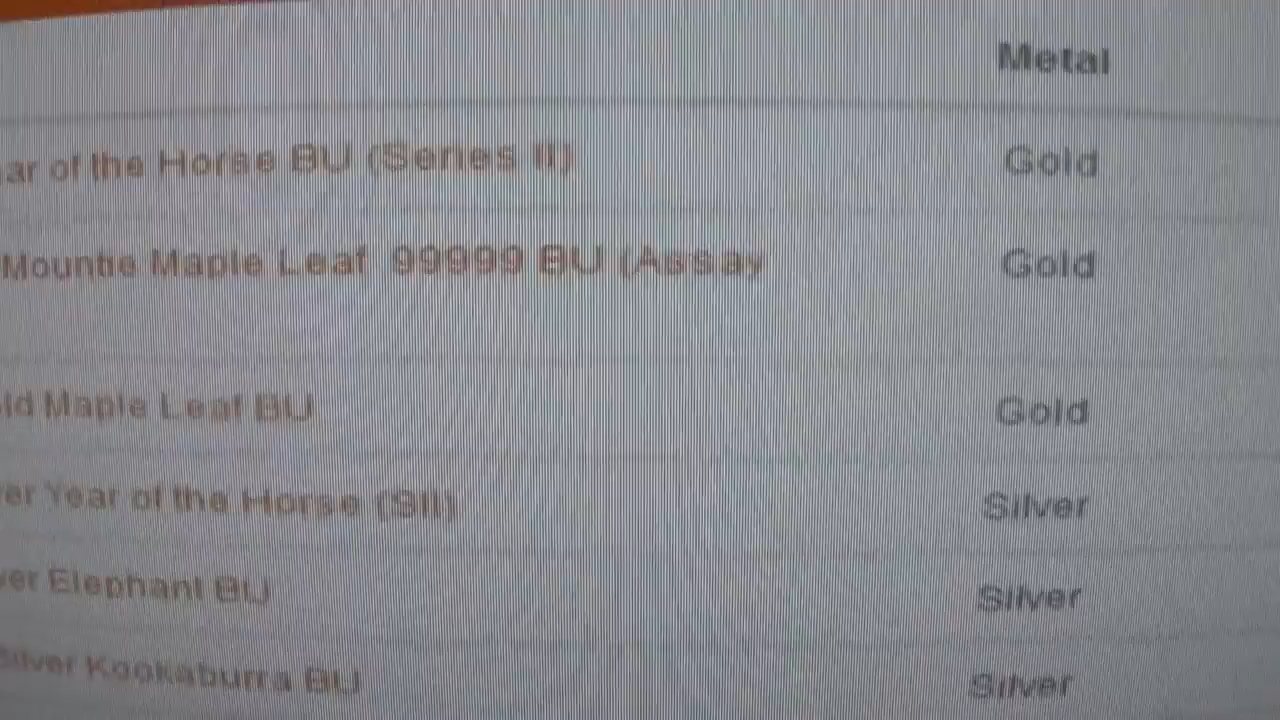 Metal
ar of the Horse BU (Series II) Gold
Mountie Maple Leaf 99999 BU (Assay Gold
ld Maple Leaf BU Gold
er Year of the Horse (SII) Silver
er Elephant BU Silver
Silver Kookaburra BU Silver